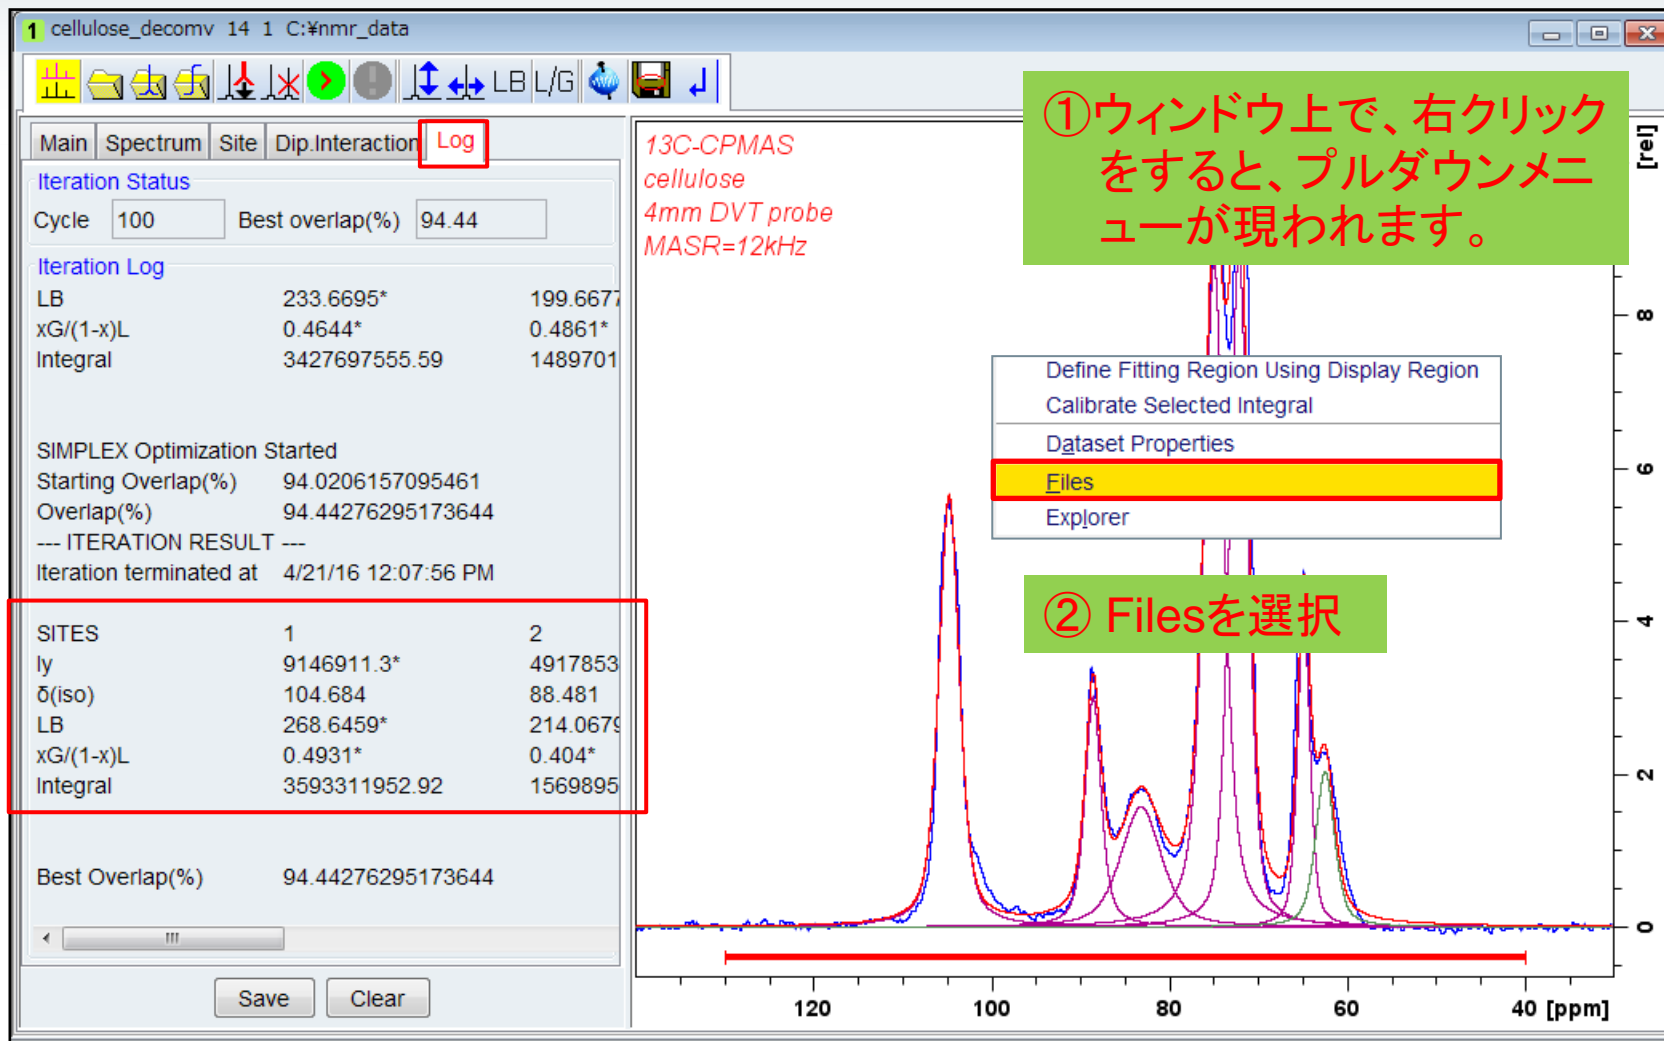 1 cellulose_decomv 14 1 C:¥nmr_data
LB L/G
Main Spectrum Site Dip.Interaction Log
Iteration Status
Cycle 100 Best overlap(%) 94.44
Iteration Log
LB 233.6695* 199.6677
xG/(1-x)L 0.4644* 0.4861*
Integral 3427697555.59 1489701
SIMPLEX Optimization Started
Starting Overlap(%) 94.0206157095461
Overlap(%) 94.44276295173644
--- ITERATION RESULT ---
Iteration terminated at 4/21/16 12:07:56 PM
SITES 1 2
Iy 9146911.3* 4917853
δ(iso) 104.684 88.481
LB 268.6459* 214.0679
xG/(1-x)L 0.4931* 0.404*
Integral 3593311952.92 1569895
Best Overlap(%) 94.44276295173644
Save Clear
13C-CPMAS
cellulose
4mm DVT probe
MASR=12kHz
①ウィンドウ上で、右クリック
をすると、プルダウンメニ
ューが現われます。
Define Fitting Region Using Display Region
Calibrate Selected Integral
Dataset Properties
Files
Explorer
② Filesを選択
[rel]
8
6
4
2
0
120 100 80 60 40 [ppm]